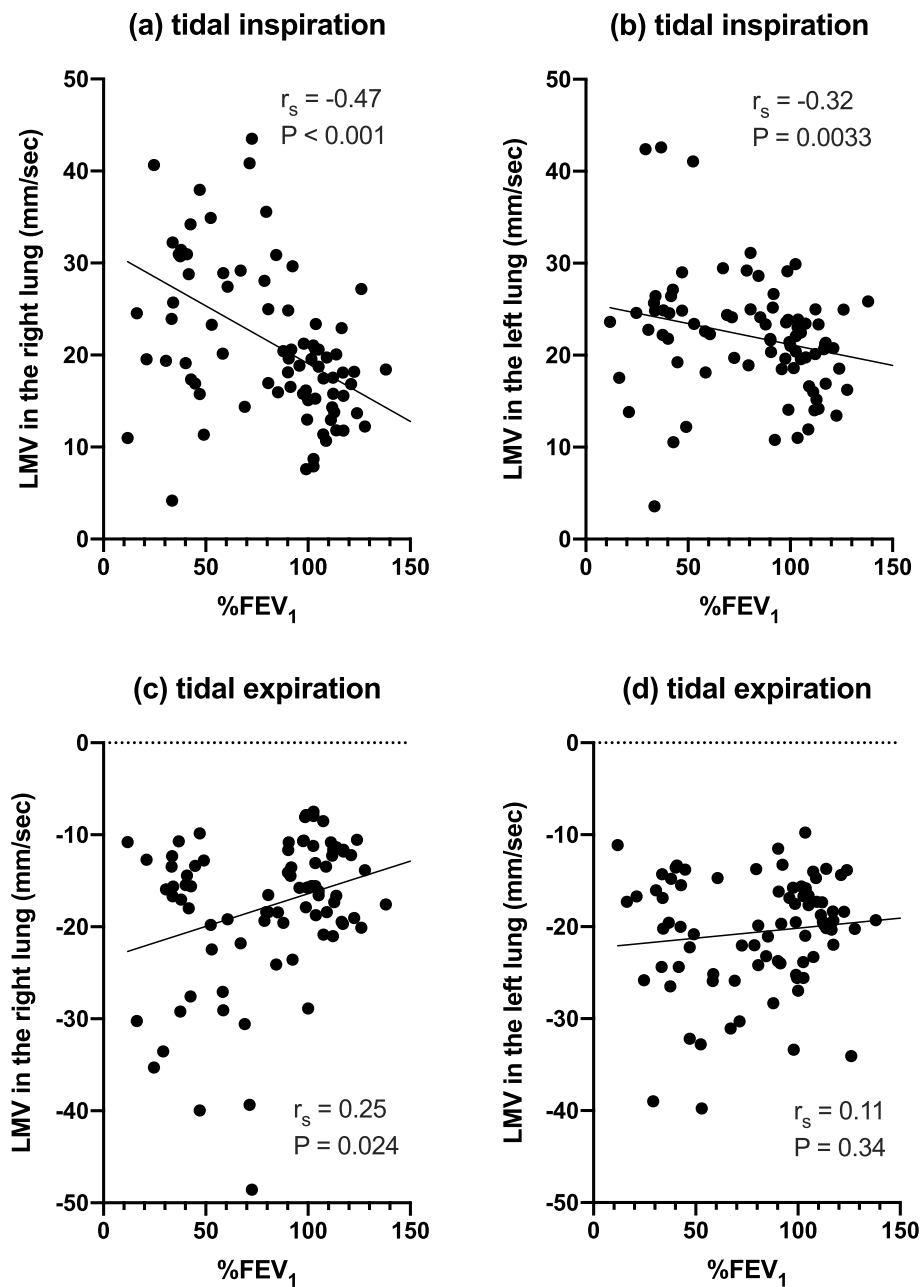 (a) tidal inspiration
LMV in the right lung (mm/sec)
50
40
30
20
10
0
r_s = -0.47
P < 0.001
0 50 100 150
%FEV₁
(b) tidal inspiration
LMV in the left lung (mm/sec)
50
40
30
20
10
0
r_s = -0.32
P = 0.0033
0 50 100 150
%FEV₁
(c) tidal expiration
LMV in the right lung (mm/sec)
0
-10
-20
-30
-40
-50
r_s = 0.25
P = 0.024
0 50 100 150
%FEV₁
(d) tidal expiration
LMV in the left lung (mm/sec)
0
-10
-20
-30
-40
-50
r_s = 0.11
P = 0.34
0 50 100 150
%FEV₁